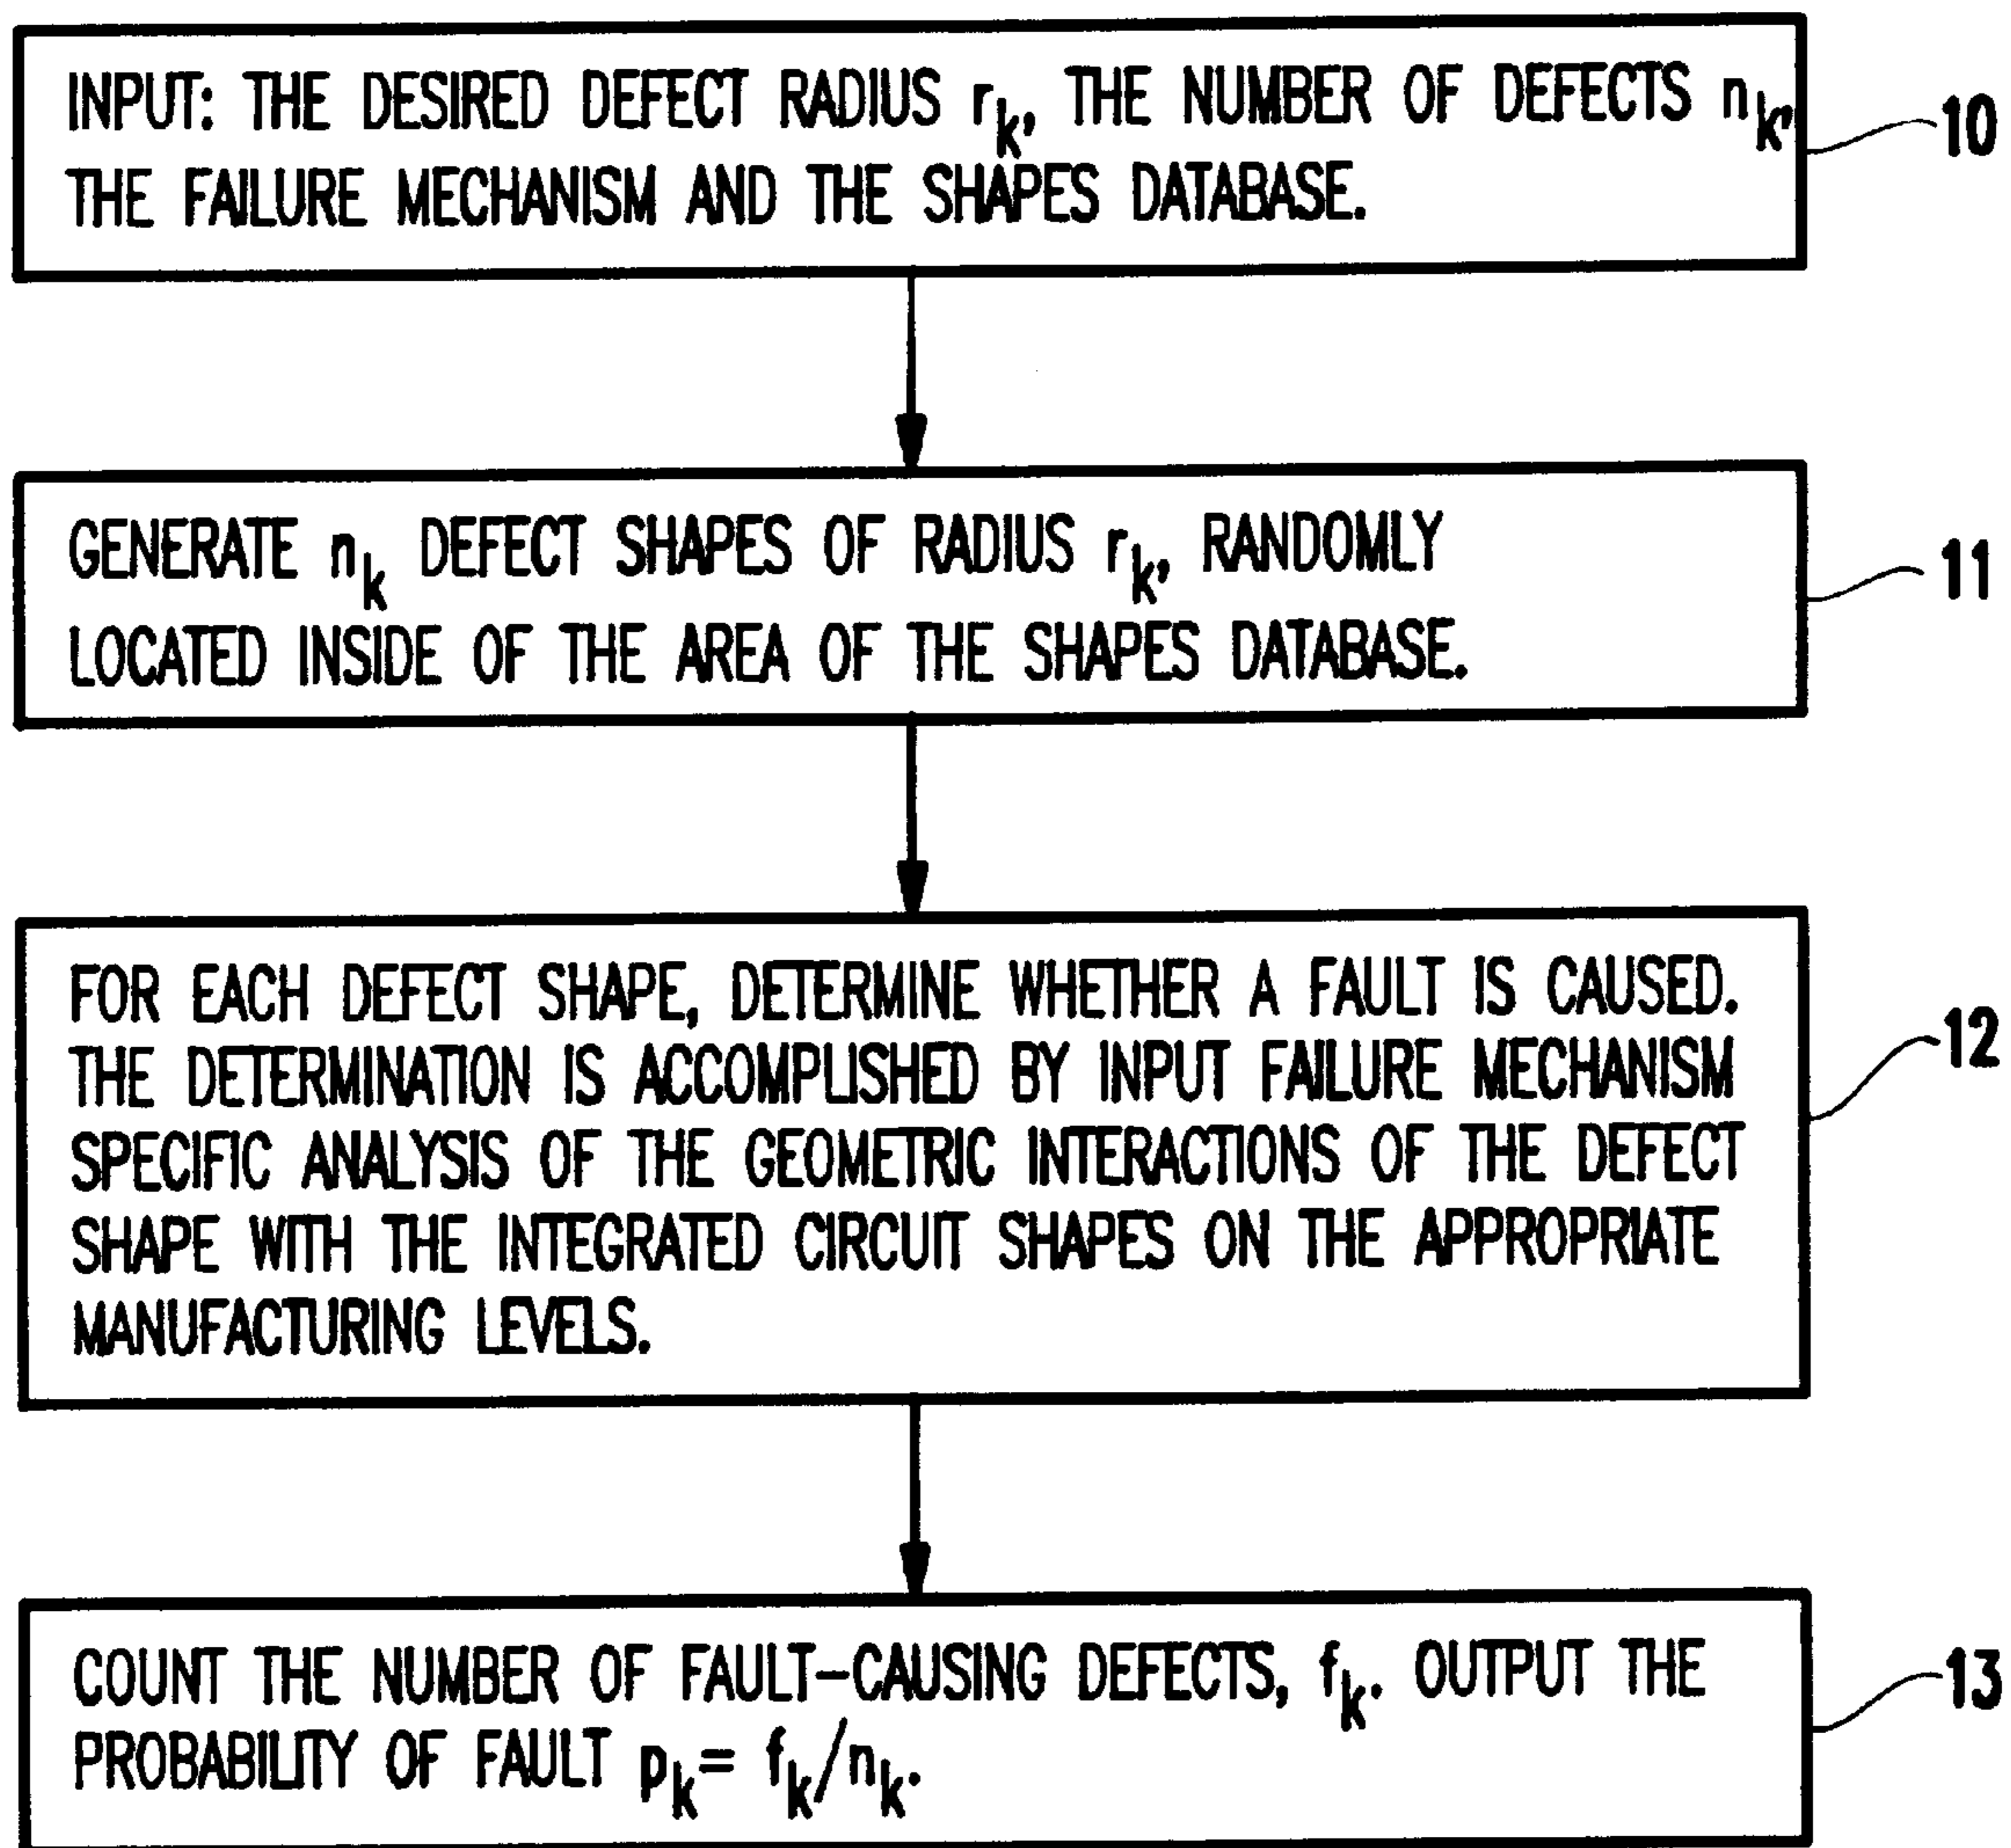 INPUT: THE DESIRED DEFECT RADIUS rk, THE NUMBER OF DEFECTS nk,
THE FAILURE MECHANISM AND THE SHAPES DATABASE.
10
GENERATE nk DEFECT SHAPES OF RADIUS rk, RANDOMLY
LOCATED INSIDE OF THE AREA OF THE SHAPES DATABASE.
11
FOR EACH DEFECT SHAPE, DETERMINE WHETHER A FAULT IS CAUSED.
THE DETERMINATION IS ACCOMPLISHED BY INPUT FAILURE MECHANISM
SPECIFIC ANALYSIS OF THE GEOMETRIC INTERACTIONS OF THE DEFECT
SHAPE WITH THE INTEGRATED CIRCUIT SHAPES ON THE APPROPRIATE
MANUFACTURING LEVELS.
12
COUNT THE NUMBER OF FAULT-CAUSING DEFECTS, fk. OUTPUT THE
PROBABILITY OF FAULT pk= fk/nk.
13